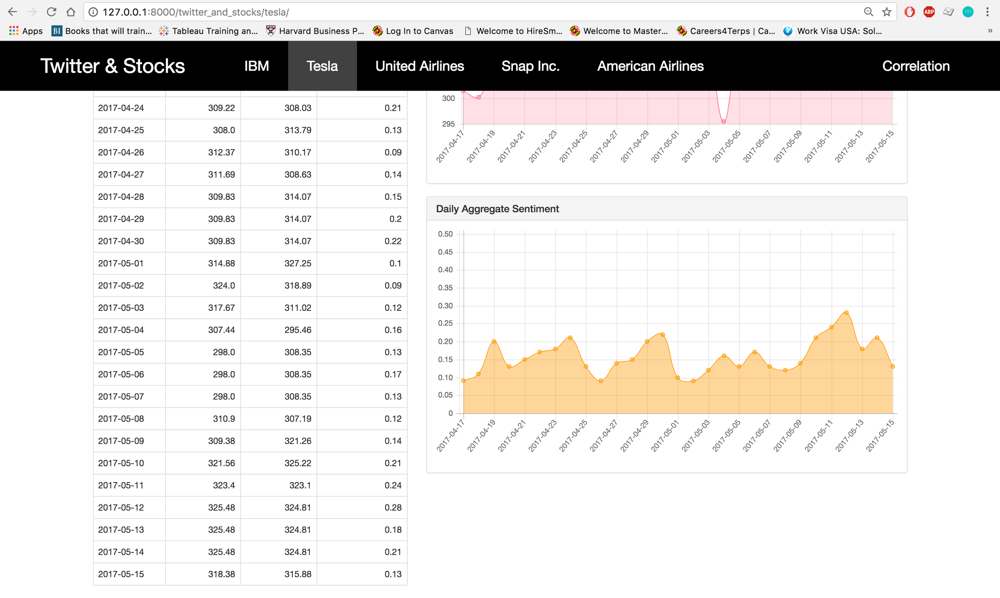 127.0.0.1:8000/twitter_and_stocks/tesla/
ABP
m
Apps BI Books that will train... Tableau Training an... Harvard Business P... Log In to Canvas Welcome to HireSm... Welcome to Master... Careers4Terps | Ca... Work Visa USA: Sol... »
Twitter & Stocks IBM Tesla United Airlines Snap Inc. American Airlines Correlation
2017-04-24 309.22 308.03 0.21
2017-04-25 308.0 313.79 0.13
2017-04-26 312.37 310.17 0.09
2017-04-27 311.69 308.63 0.14
2017-04-28 309.83 314.07 0.15
2017-04-29 309.83 314.07 0.2
2017-04-30 309.83 314.07 0.22
2017-05-01 314.88 327.25 0.1
2017-05-02 324.0 318.89 0.09
2017-05-03 317.67 311.02 0.12
2017-05-04 307.44 295.46 0.16
2017-05-05 298.0 308.35 0.13
2017-05-06 298.0 308.35 0.17
2017-05-07 298.0 308.35 0.13
2017-05-08 310.9 307.19 0.12
2017-05-09 309.38 321.26 0.14
2017-05-10 321.56 325.22 0.21
2017-05-11 323.4 323.1 0.24
2017-05-12 325.48 324.81 0.28
2017-05-13 325.48 324.81 0.18
2017-05-14 325.48 324.81 0.21
2017-05-15 318.38 315.88 0.13
300
295
2017-04-17 2017-04-19 2017-04-21 2017-04-23 2017-04-25 2017-04-27 2017-04-29 2017-05-01 2017-05-03 2017-05-05 2017-05-07 2017-05-09 2017-05-11 2017-05-13 2017-05-15
Daily Aggregate Sentiment
0.50
0.45
0.40
0.35
0.30
0.25
0.20
0.15
0.10
0.05
0
2017-04-17 2017-04-19 2017-04-21 2017-04-23 2017-04-25 2017-04-27 2017-04-29 2017-05-01 2017-05-03 2017-05-05 2017-05-07 2017-05-09 2017-05-11 2017-05-13 2017-05-15